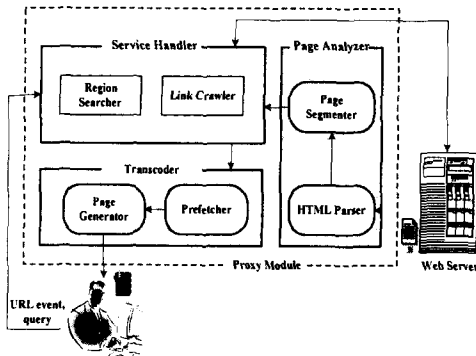 Service Handler
Page Analyzer
Region
Searcher
Link Crawler
Page
Segmenter
Transcoder
Page
Generator
Prefetcher
HTML Parser
Proxy Module
Web Server
URL event,
query